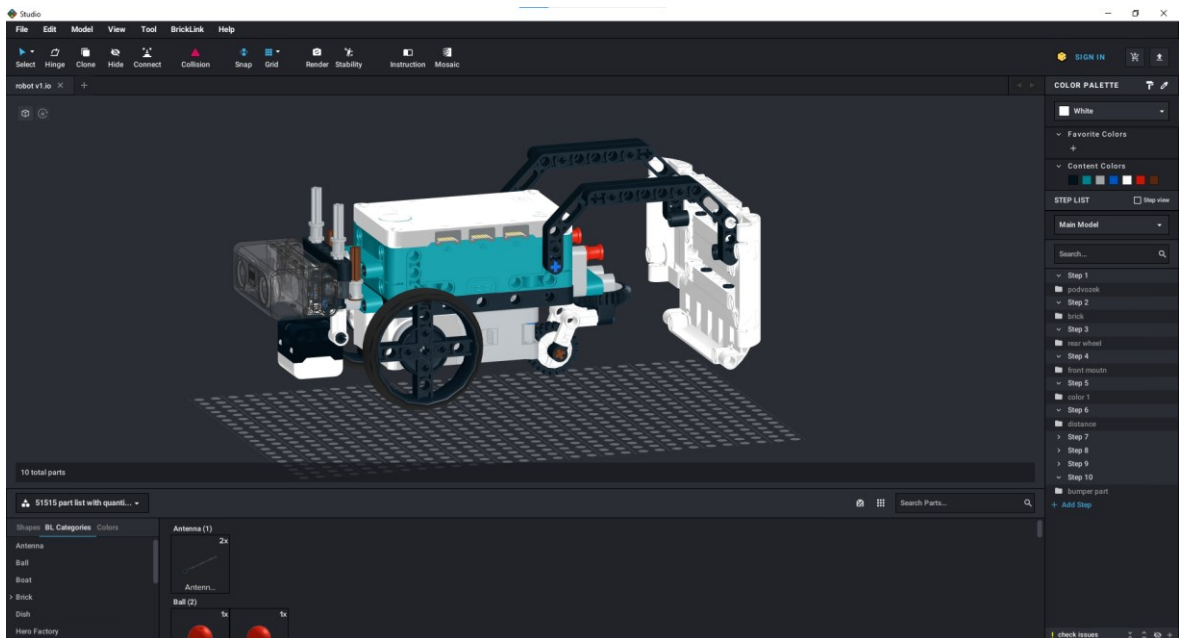 Studio
File Edit Model View Tool BrickLink Help
Select Hinge Clone Hide Connect Collision Snap Grid Render Stability Instruction Mosaic
SIGN IN
robot v1.io
COLOR PALETTE
White
Favorite Colors
Content Colors
STEP LIST Step view
Main Model
Search...
Step 1
podvozek
Step 2
brick
Step 3
rear wheel
Step 4
front moutn
Step 5
color 1
Step 6
distance
Step 7
Step 8
Step 9
Step 10
bumper part
+ Add Step
10 total parts
51515 part list with quanti...
Search Parts...
Shapes BL Categories Colors
Antenna
Ball
Boat
Brick
Dish
Hero Factory
Antenna (1)
2x
Antenn...
Ball (2)
1x 1x
! check issues